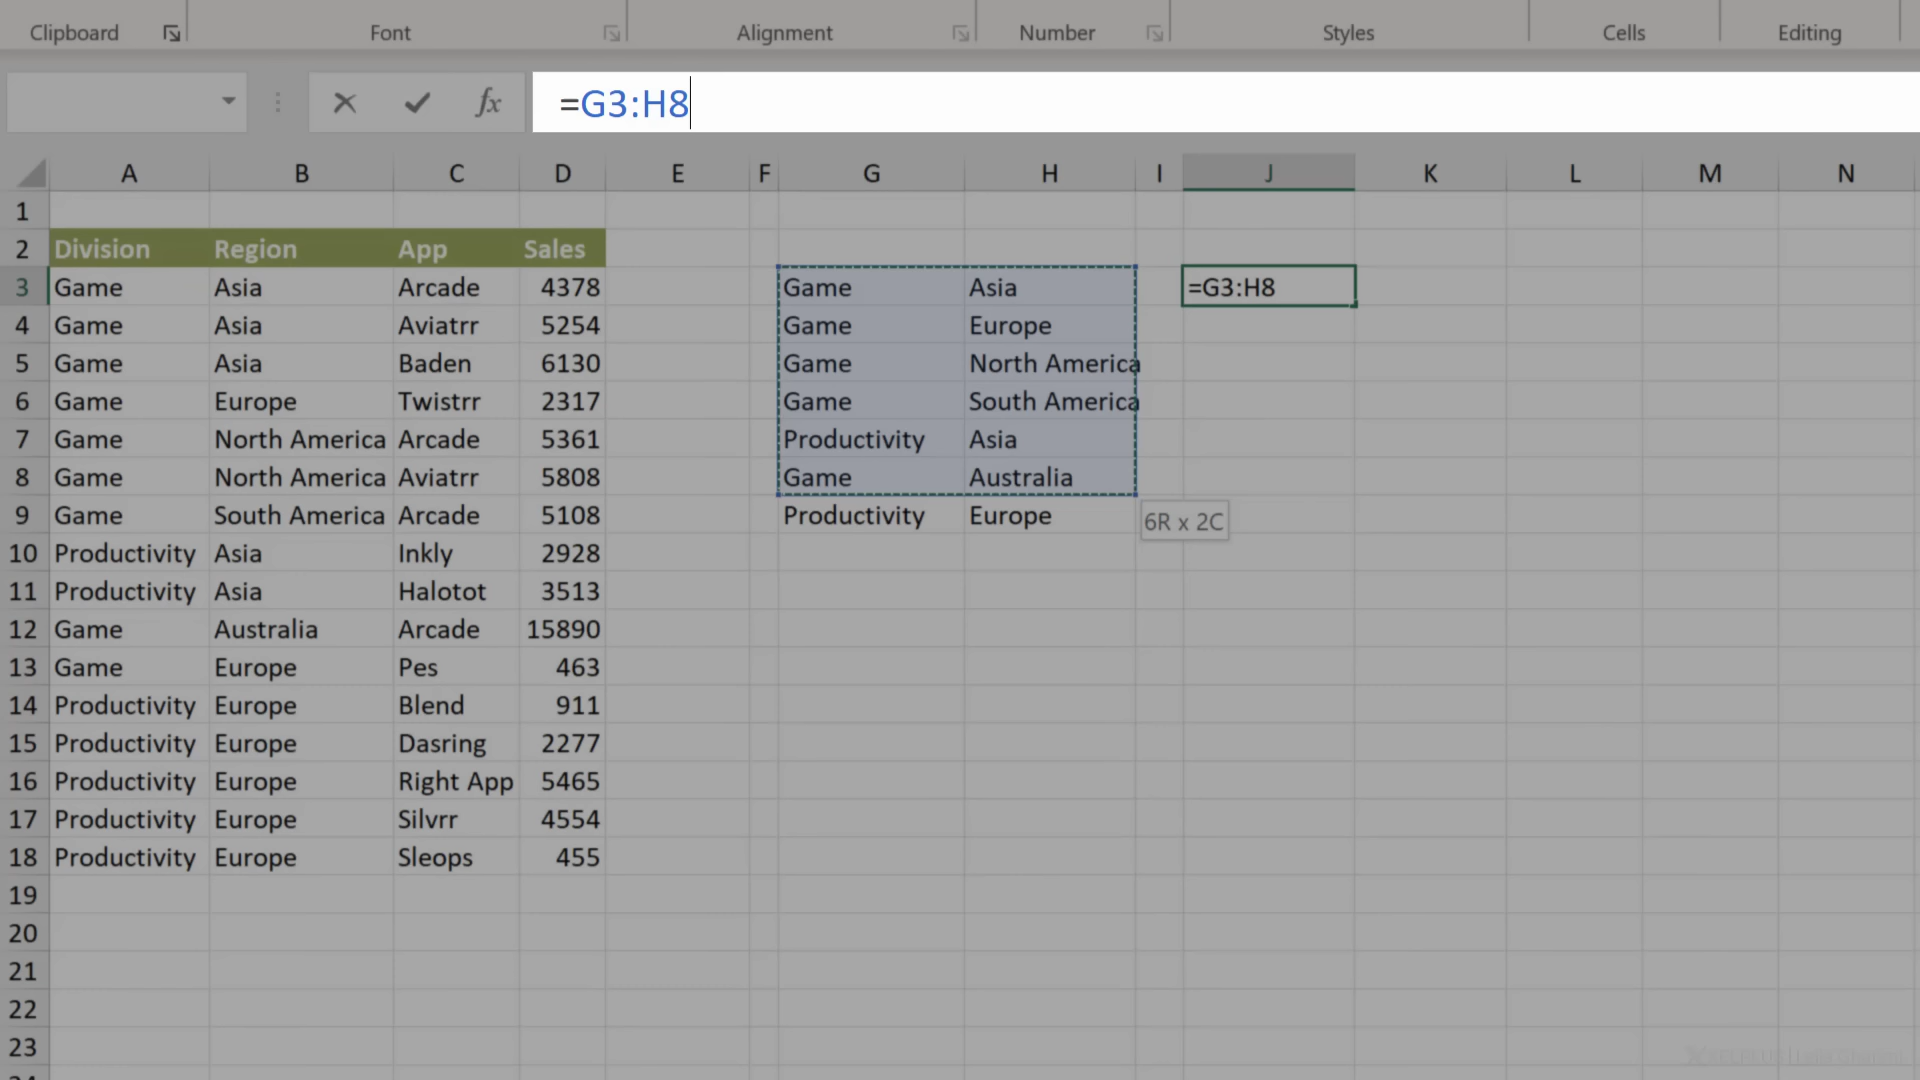 Clipboard Font Alignment Number Styles Cells Editing
fx =G3:H8
A B C D E F G H I J K L M N
1
2 Division Region App Sales
3 Game Asia Arcade 4378 Game Asia =G3:H8
4 Game Asia Aviatrr 5254 Game Europe
5 Game Asia Baden 6130 Game North America
6 Game Europe Twistrr 2317 Game South America
7 Game North America Arcade 5361 Productivity Asia
8 Game North America Aviatrr 5808 Game Australia
9 Game South America Arcade 5108 Productivity Europe 6R x 2C
10 Productivity Asia Inkly 2928
11 Productivity Asia Halotot 3513
12 Game Australia Arcade 15890
13 Game Europe Pes 463
14 Productivity Europe Blend 911
15 Productivity Europe Dasring 2277
16 Productivity Europe Right App 5465
17 Productivity Europe Silvrr 4554
18 Productivity Europe Sleops 455
19
20
21
22
23